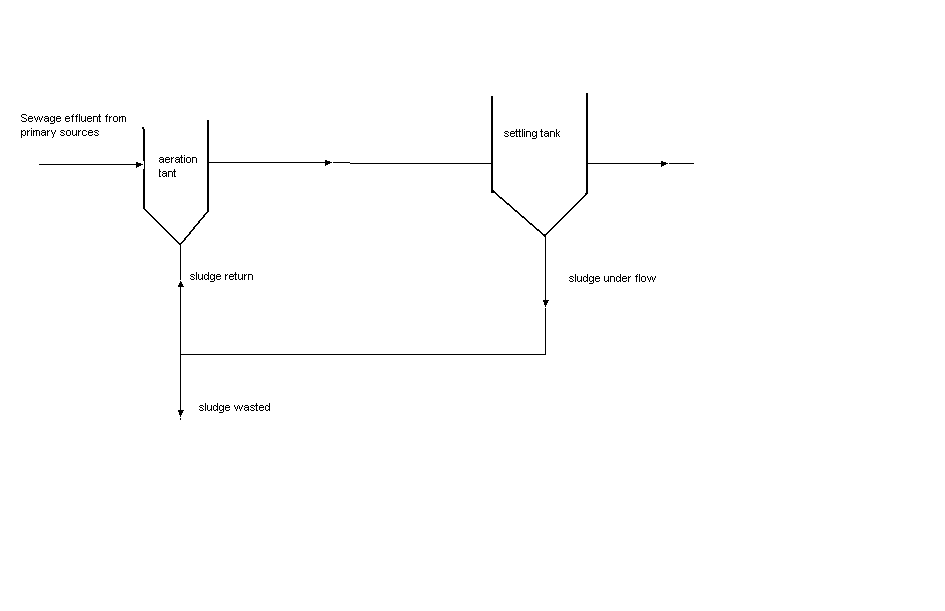 Sewage effluent from
primary sources
aeration
tant
settling tank
sludge return
sludge under flow
sludge wasted